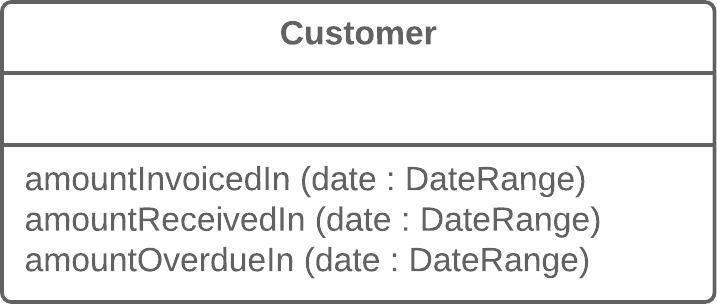 Customer
amountInvoicedIn (date : DateRange)
amountReceivedIn (date : DateRange)
amountOverdueIn (date : DateRange)